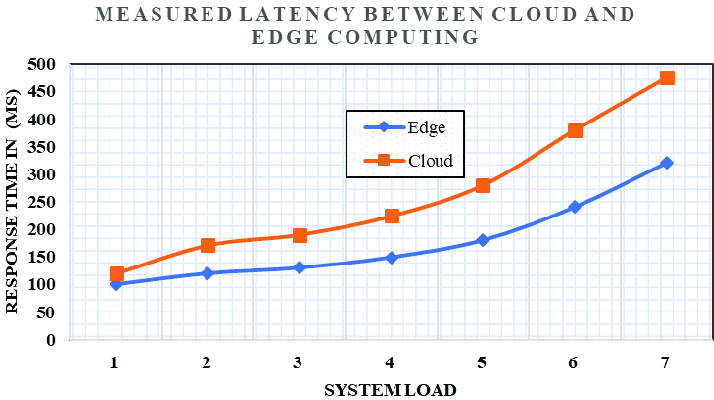 MEASURED LATENCY BETWEEN CLOUD AND
EDGE COMPUTING
RESPONSE TIME IN (MS)
500
450
400
350
300
250
200
150
100
50
0
Edge
Cloud
1 2 3 4 5 6 7
SYSTEM LOAD